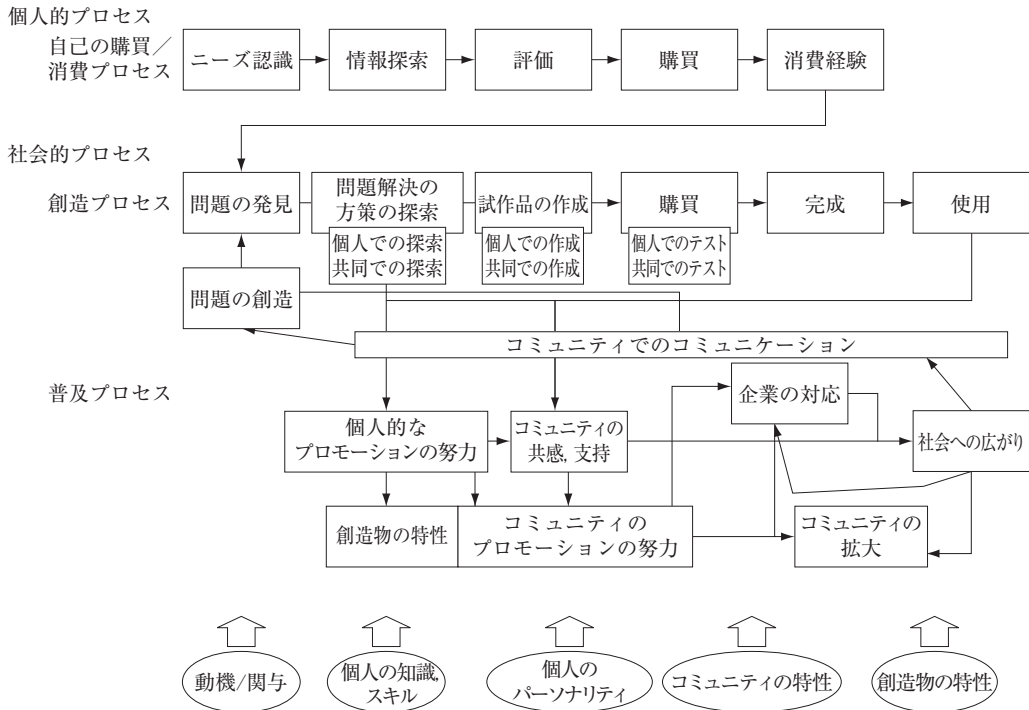 個人的プロセス
自己の購買／
消費プロセス
ニーズ認識
情報探索
評価
購買
消費経験
社会的プロセス
創造プロセス
問題の発見
問題解決の
方策の探索
試作品の作成
購買
完成
使用
個人での探索
共同での探索
個人での作成
共同での作成
個人でのテスト
共同でのテスト
問題の創造
コミュニティでのコミュニケーション
普及プロセス
企業の対応
個人的な
プロモーションの努力
コミュニティの
共感, 支持
社会への広がり
創造物の特性
コミュニティの
プロモーションの努力
コミュニティの
拡大
動機/関与
個人の知識,
スキル
個人の
パーソナリティ
コミュニティの特性
創造物の特性